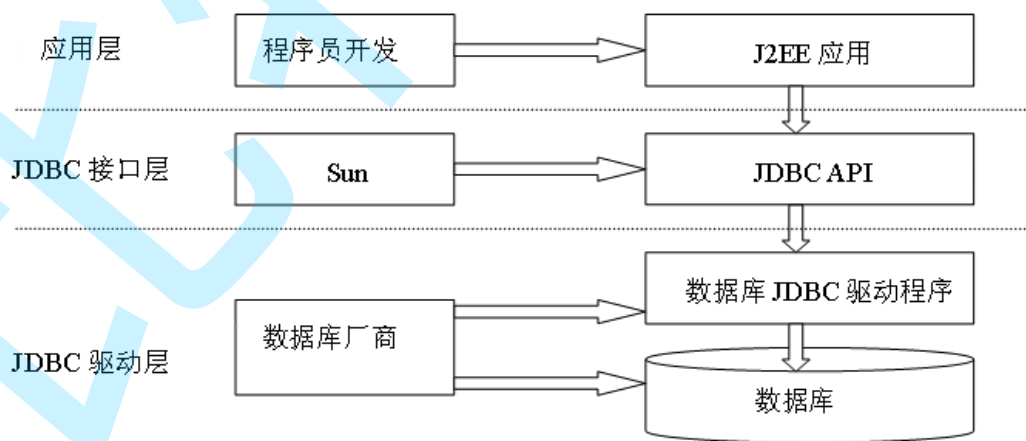 应用层
程序员开发
J2EE 应用
JDBC 接口层
Sun
JDBC API
数据库 JDBC 驱动程序
数据库厂商
JDBC 驱动层
数据库